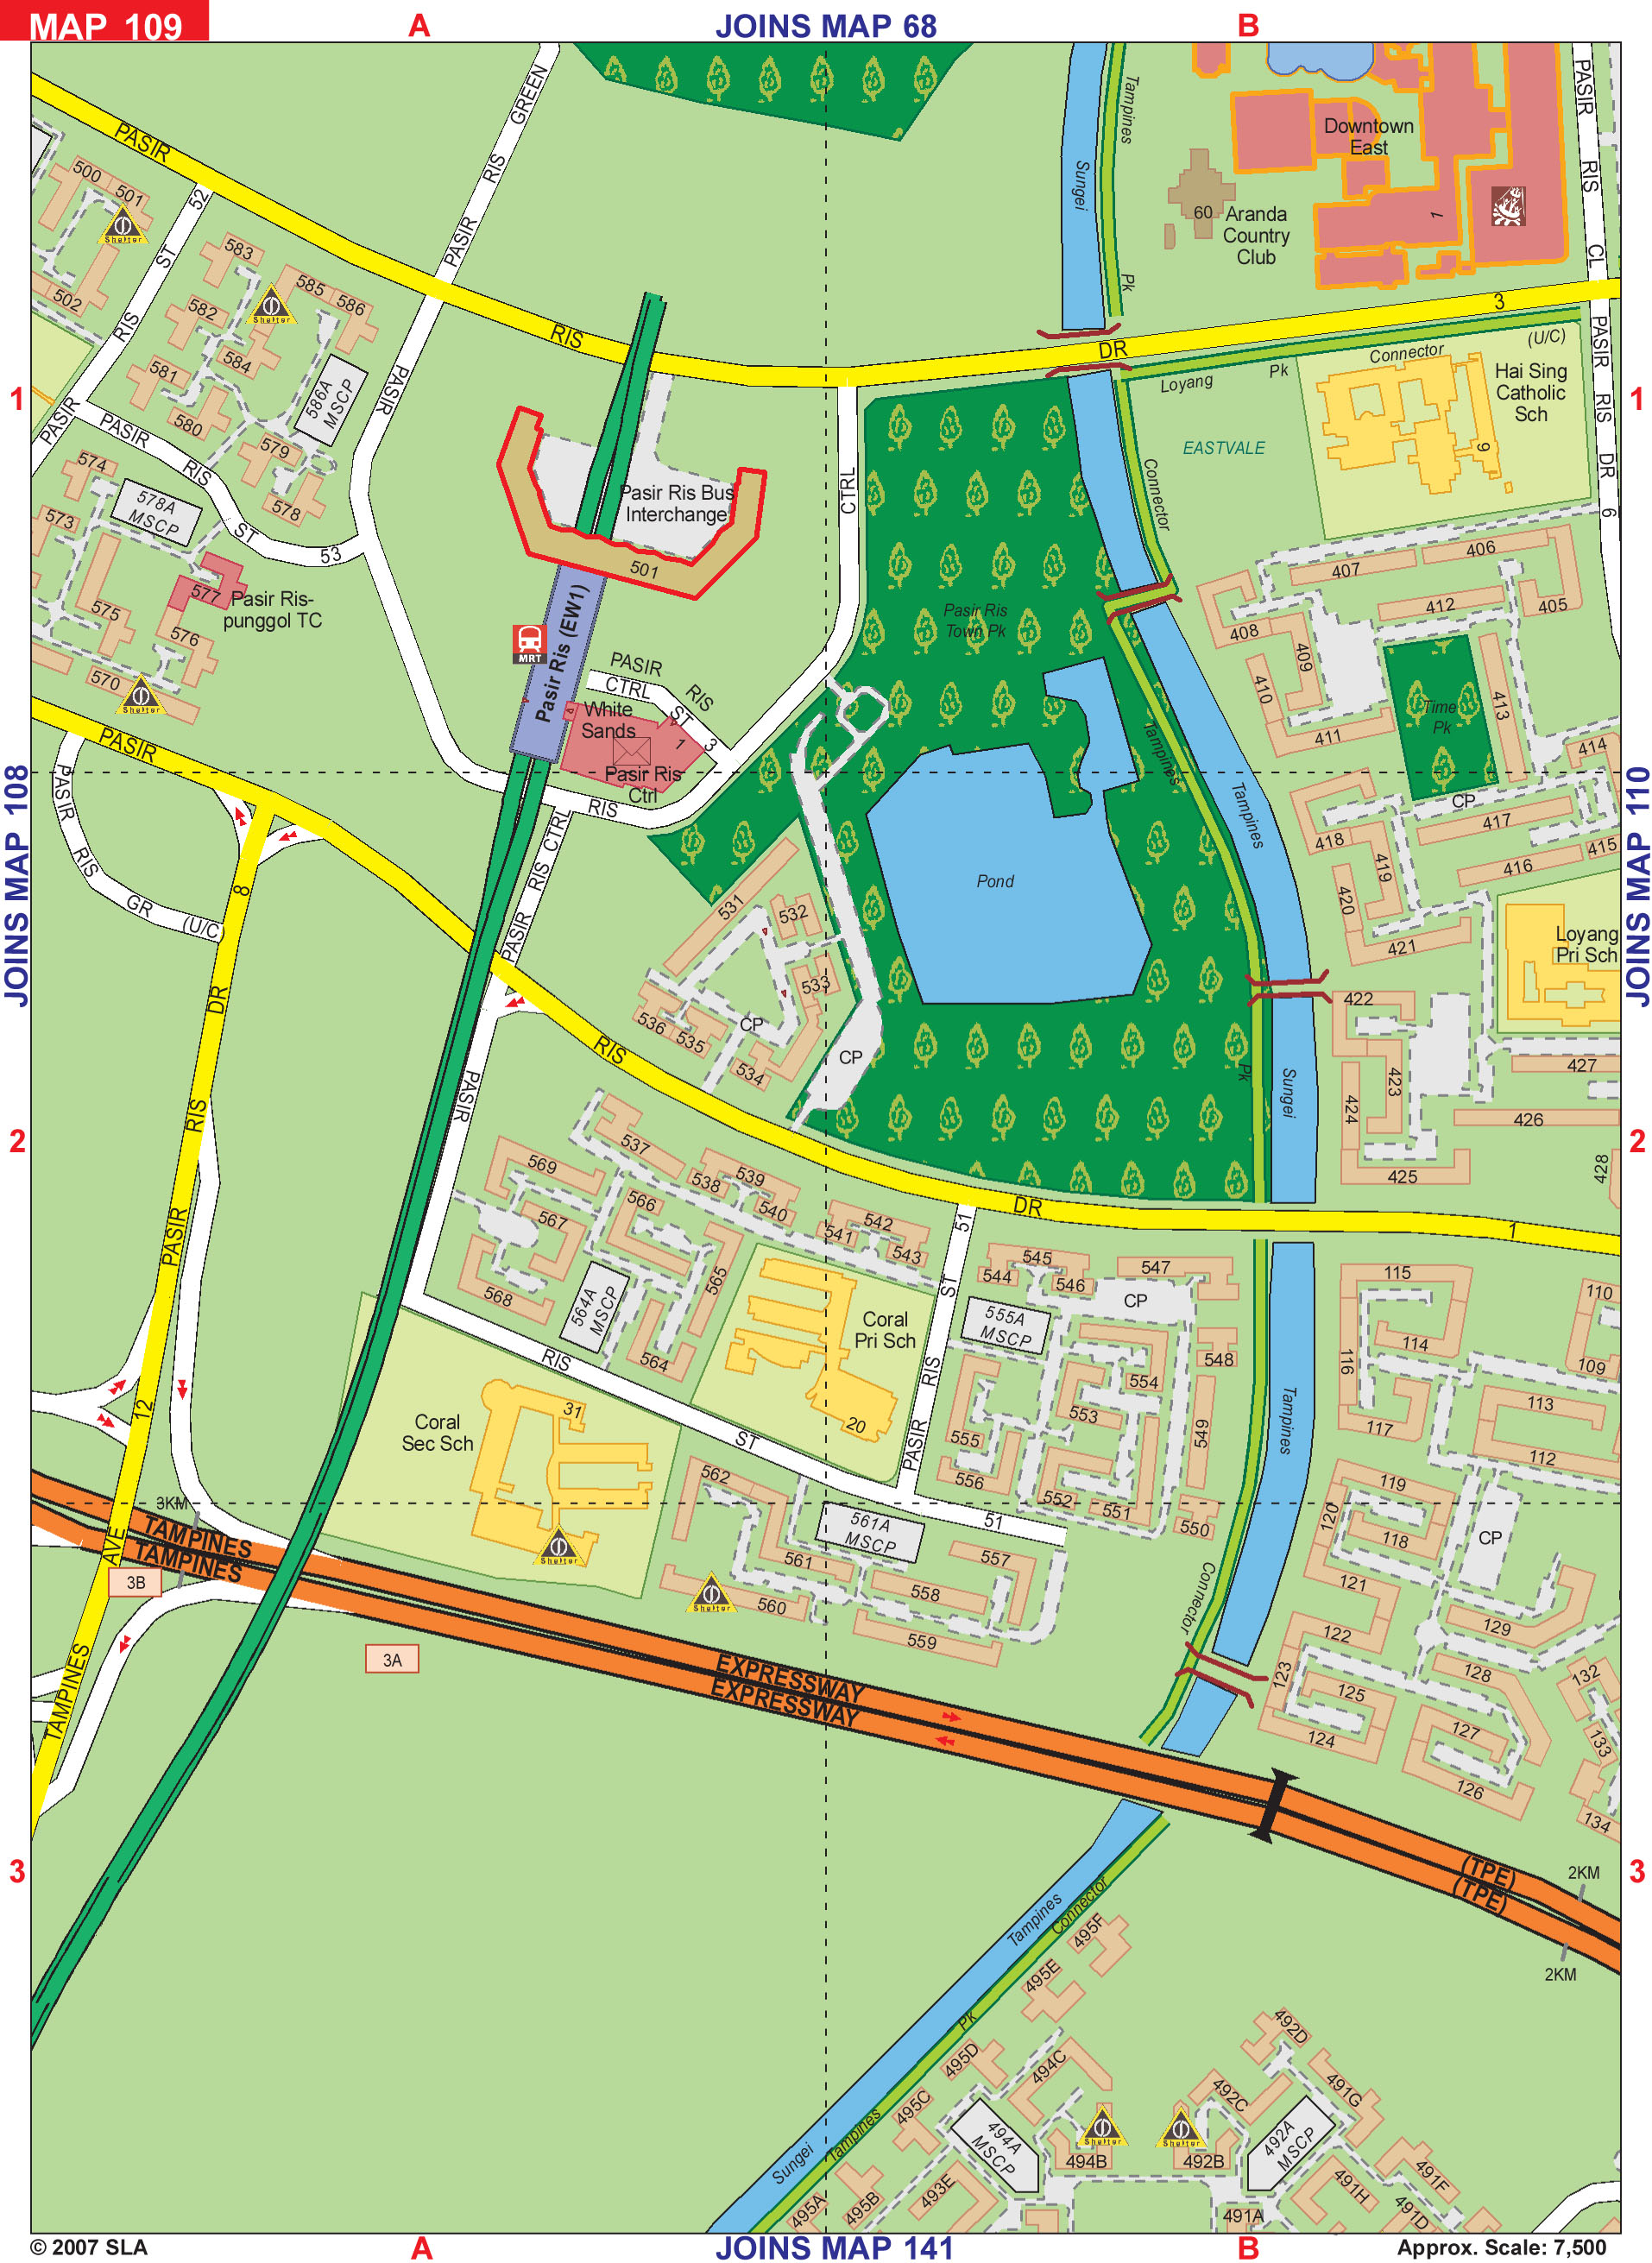 MAP 109
A
JOINS MAP 68
B
PASIR
GREEN
RIS
PASIR
Tampines
Sungei
Pk
Downtown
East
1
60
Aranda
Country
Club
PASIR
RIS
CL
500
501
Shelter
502
52
ST
RIS
PASIR
583
585
586
Shelter
582
584
581
580
579
578
586A
MSCP
PASIR
RIS
ST
53
PASIR
RIS
DR
3
Loyang
Pk
Connector
(U/C)
Hai Sing
Catholic
Sch
9
EASTVALE
Connector
PASIR
RIS
DR
6
1
1
574
578A
MSCP
573
575
577
Pasir Ris-
punggol TC
576
570
Shelter
Pasir Ris Bus
Interchange
501
CTRL
MRT
Pasir Ris (EW1)
PASIR
RIS
CTRL
ST
3
White
Sands
1
Pasir Ris
Ctrl
RIS
Pasir Ris
Town Pk
406
407
412
405
408
409
410
411
413
414
Time
Pk
Tampines
JOINS MAP 108
JOINS MAP 110
PASIR
PASIR
RIS
GR
(U/C)
8
DR
RIS
PASIR
12
PASIR
RIS
CTRL
PASIR
RIS
DR
1
Pond
Tampines
CP
417
418
419
416
415
420
421
Loyang
Pri Sch
422
423
424
425
426
427
428
Pk
Sungei
531
532
533
CP
CP
536
535
534
2
2
537
538
539
540
541
542
543
569
566
567
568
565
564A
MSCP
564
Coral
Pri Sch
20
51
ST
RIS
PASIR
RIS
ST
51
545
544
546
547
CP
555A
MSCP
548
554
553
549
555
556
552
551
550
Tampines
115
114
116
117
110
109
113
112
119
120
118
121
CP
122
129
128
123
125
124
127
126
132
133
134
Coral
Sec Sch
31
Shelter
562
561A
MSCP
561
557
558
560
Shelter
559
Connector
3KM
TAMPINES
TAMPINES
3B
AVE
TAMPINES
3A
EXPRESSWAY
EXPRESSWAY
(TPE)
(TPE)
2KM
2KM
3
3
Tampines
Connector
495F
495E
Pk
495D
494C
495C
Tampines
Sungei
494A
MSCP
Shelter
494B
Shelter
492B
492C
492D
491G
492A
MSCP
495A
495B
493E
491A
491H
491F
491D
© 2007 SLA
A
JOINS MAP 141
B
Approx. Scale: 7,500